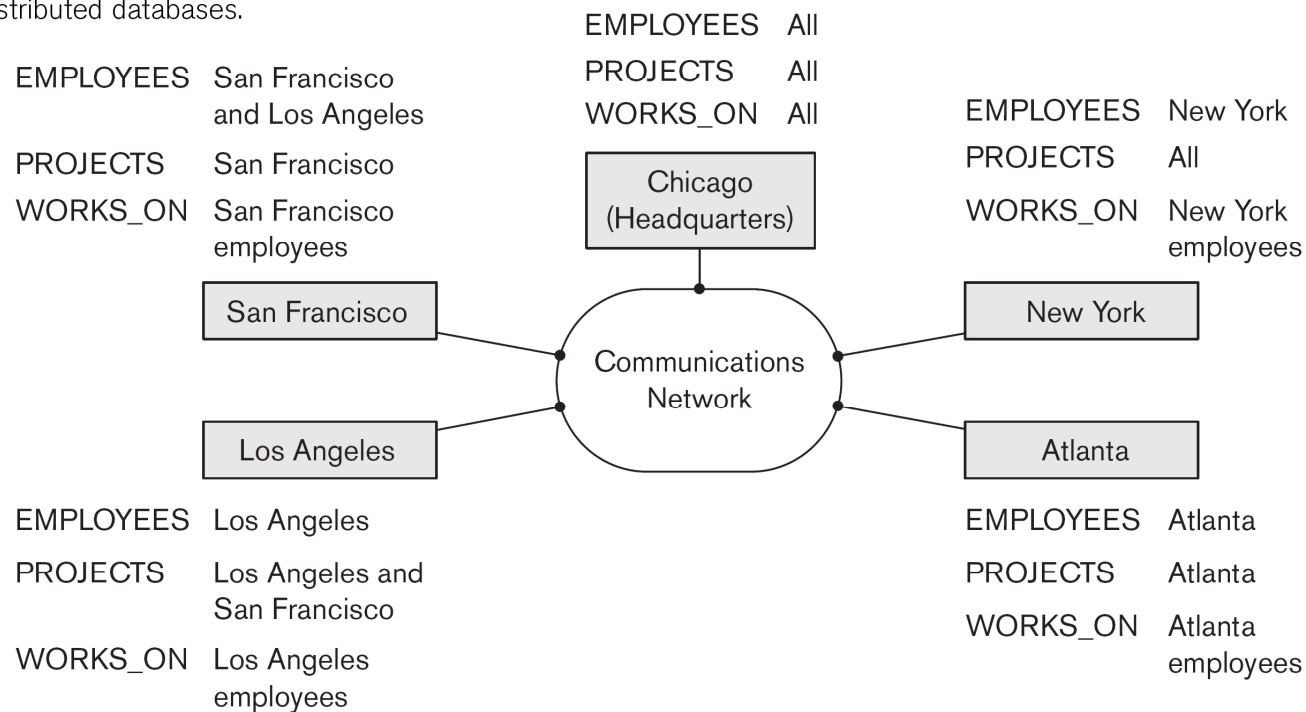 stributed databases.
EMPLOYEES All
PROJECTS All
WORKS_ON All
EMPLOYEES San Francisco
and Los Angeles
PROJECTS San Francisco
WORKS_ON San Francisco
employees
EMPLOYEES New York
PROJECTS All
WORKS_ON New York
employees
Chicago
(Headquarters)
San Francisco
New York
Communications
Network
Los Angeles
Atlanta
EMPLOYEES Los Angeles
PROJECTS Los Angeles and
San Francisco
WORKS_ON Los Angeles
employees
EMPLOYEES Atlanta
PROJECTS Atlanta
WORKS_ON Atlanta
employees